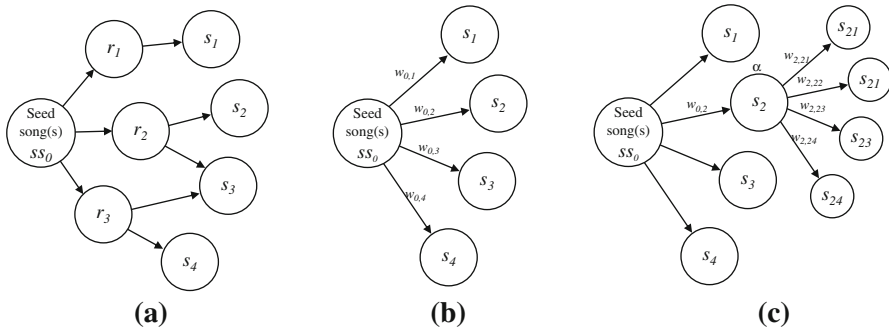 Seed
song(s)
ss0
r1
s1
r2
s2
r3
s3
s4
(a)
Seed
song(s)
ss0
w0,1
s1
w0,2
s2
w0,3
s3
w0,4
s4
(b)
Seed
song(s)
ss0
s1
w0,2
α
s2
w2,21
s21
w2,22
s21
w2,23
s23
w2,24
s24
s3
s4
(c)